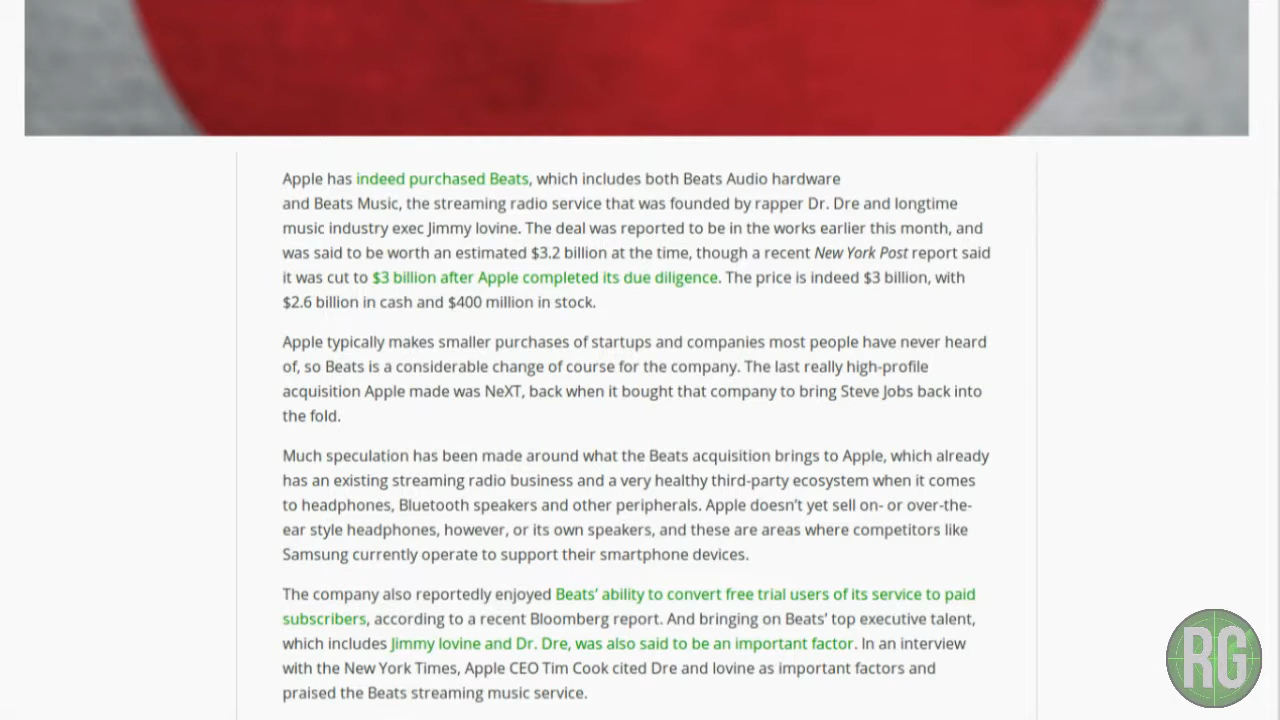 Apple has indeed purchased Beats, which includes both Beats Audio hardware
and Beats Music, the streaming radio service that was founded by rapper Dr. Dre and longtime
music industry exec Jimmy Iovine. The deal was reported to be in the works earlier this month, and
was said to be worth an estimated $3.2 billion at the time, though a recent New York Post report said
it was cut to $3 billion after Apple completed its due diligence. The price is indeed $3 billion, with
$2.6 billion in cash and $400 million in stock.
Apple typically makes smaller purchases of startups and companies most people have never heard
of, so Beats is a considerable change of course for the company. The last really high-profile
acquisition Apple made was NeXT, back when it bought that company to bring Steve Jobs back into
the fold.
Much speculation has been made around what the Beats acquisition brings to Apple, which already
has an existing streaming radio business and a very healthy third-party ecosystem when it comes
to headphones, Bluetooth speakers and other peripherals. Apple doesn't yet sell on- or over-the-
ear style headphones, however, or its own speakers, and these are areas where competitors like
Samsung currently operate to support their smartphone devices.
The company also reportedly enjoyed Beats' ability to convert free trial users of its service to paid
subscribers, according to a recent Bloomberg report. And bringing on Beats' top executive talent,
which includes Jimmy Iovine and Dr. Dre, was also said to be an important factor. In an interview
with the New York Times, Apple CEO Tim Cook cited Dre and Iovine as important factors and
praised the Beats streaming music service.
RG